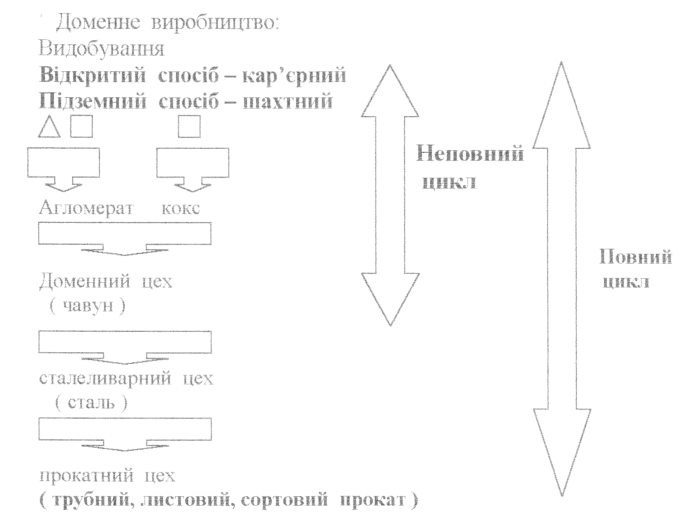 Доменне виробництво:
Видобування
Відкритий спосіб – кар’єрний
Підземний спосіб – шахтний
Неповний
цикл
Агломерат кокс
Повний
цикл
Доменний цех
( чавун )
сталеливарний цех
( сталь )
прокатний цех
( трубний, листовий, сортовий прокат )